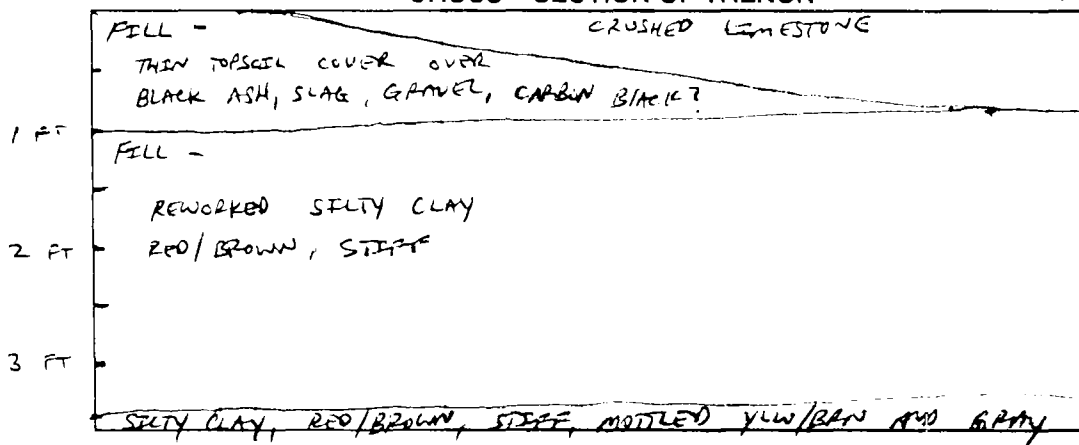 CROSS - SECTION OF TRENCH
FILL -
CRUSHED LIMESTONE
THIN TOPSOIL COVER OVER
BLACK ASH, SLAG, GRAVEL, CARBON BLACK?
1 FT
FILL -
REWORKED SILTY CLAY
2 FT
RED/BROWN, STIFF
3 FT
SILTY CLAY, RED/BROWN, STIFF, MOTTLED YLW/BRN AND GRAY